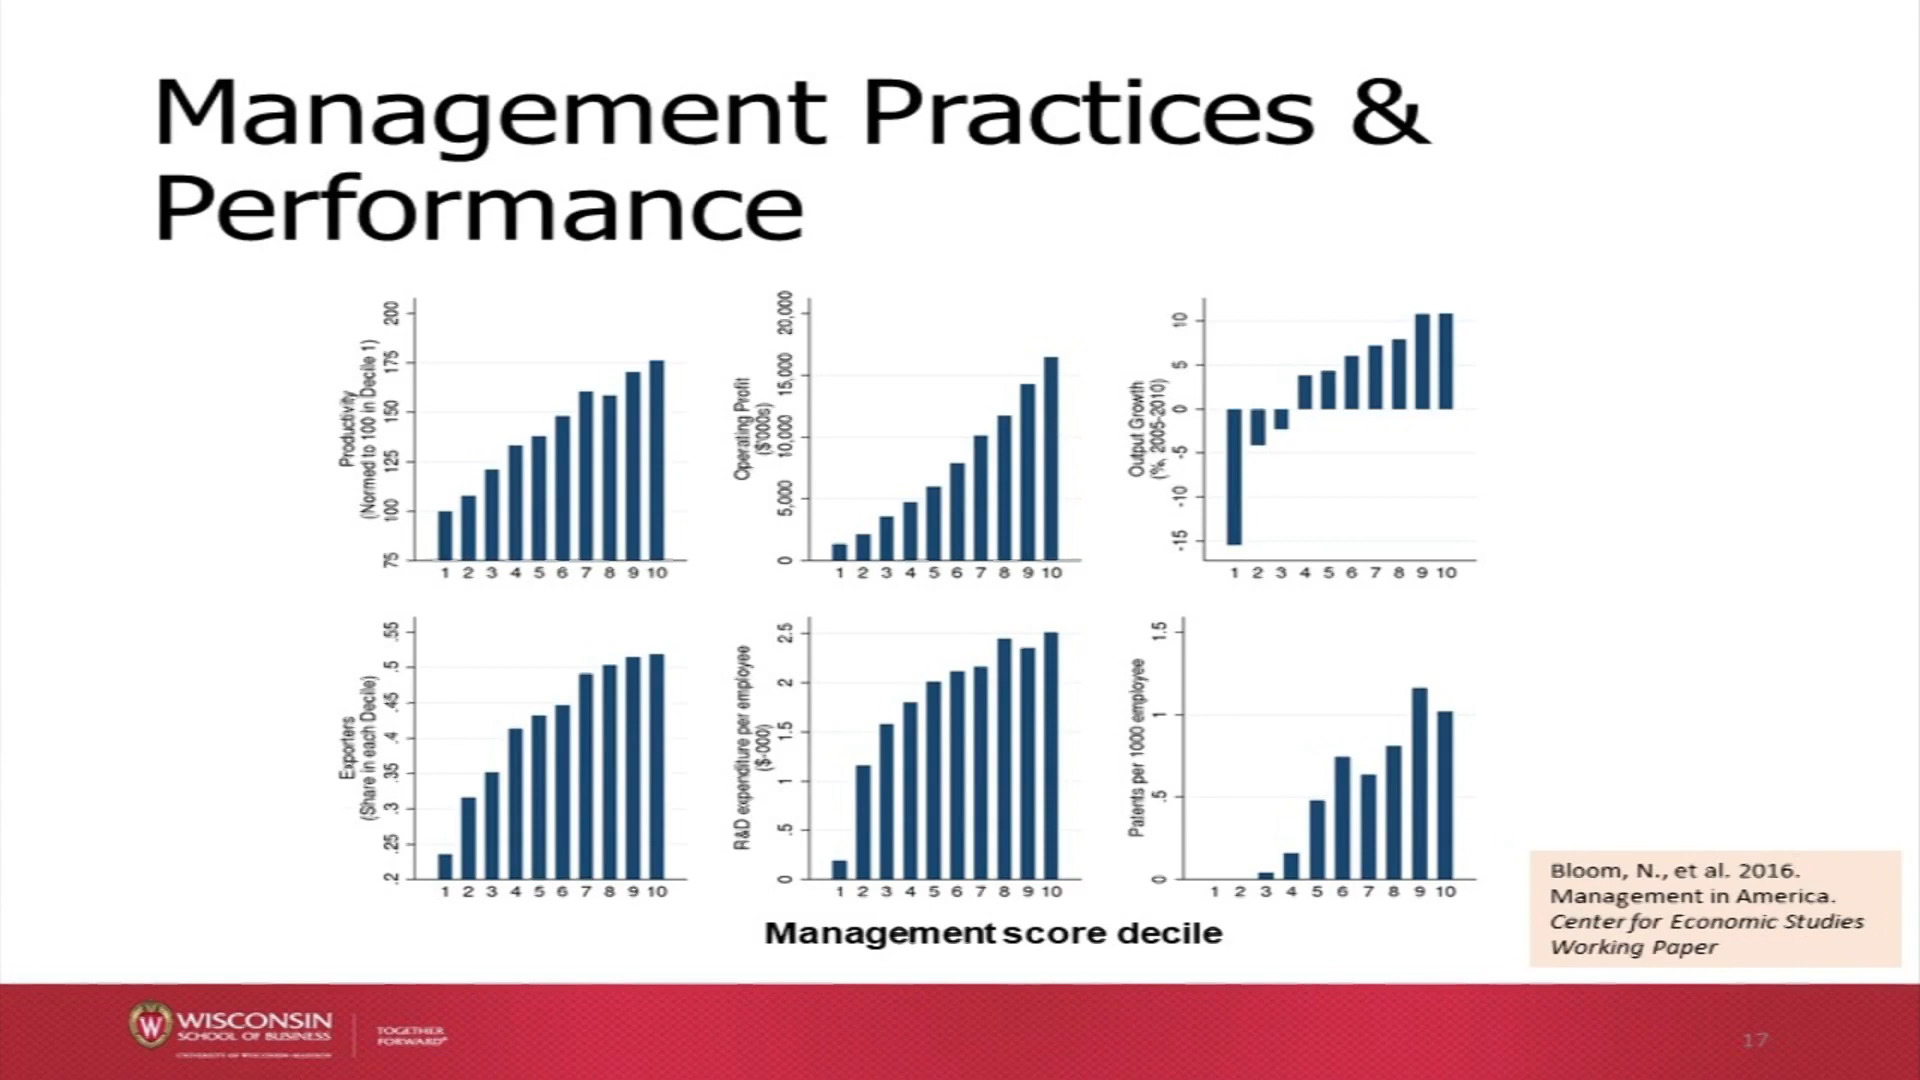 Management Practices &
Performance
Productivity
(Normed to 100 in Decile 1)
75 100 125 150 175 200
1 2 3 4 5 6 7 8 9 10
Operating Profit
($'000s)
0 5,000 10,000 15,000 20,000
1 2 3 4 5 6 7 8 9 10
Output Growth
(%, 2005-2010)
-15 -10 -5 0 5 10
1 2 3 4 5 6 7 8 9 10
Exporters
(Share in each Decile)
.2 .25 .3 .35 .4 .45 .5 .55
1 2 3 4 5 6 7 8 9 10
R&D expenditure per employee
($-000)
0 .5 1 1.5 2 2.5
1 2 3 4 5 6 7 8 9 10
Patents per 1000 employee
0 .5 1 1.5
1 2 3 4 5 6 7 8 9 10
Management score decile
Bloom, N., et al. 2016.
Management in America.
Center for Economic Studies
Working Paper
W
WISCONSIN
SCHOOL OF BUSINESS
UNIVERSITY OF WISCONSIN-MADISON
TOGETHER
FORWARD®
17